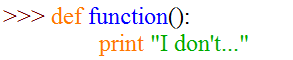 >>> def function():
print "I don't..."